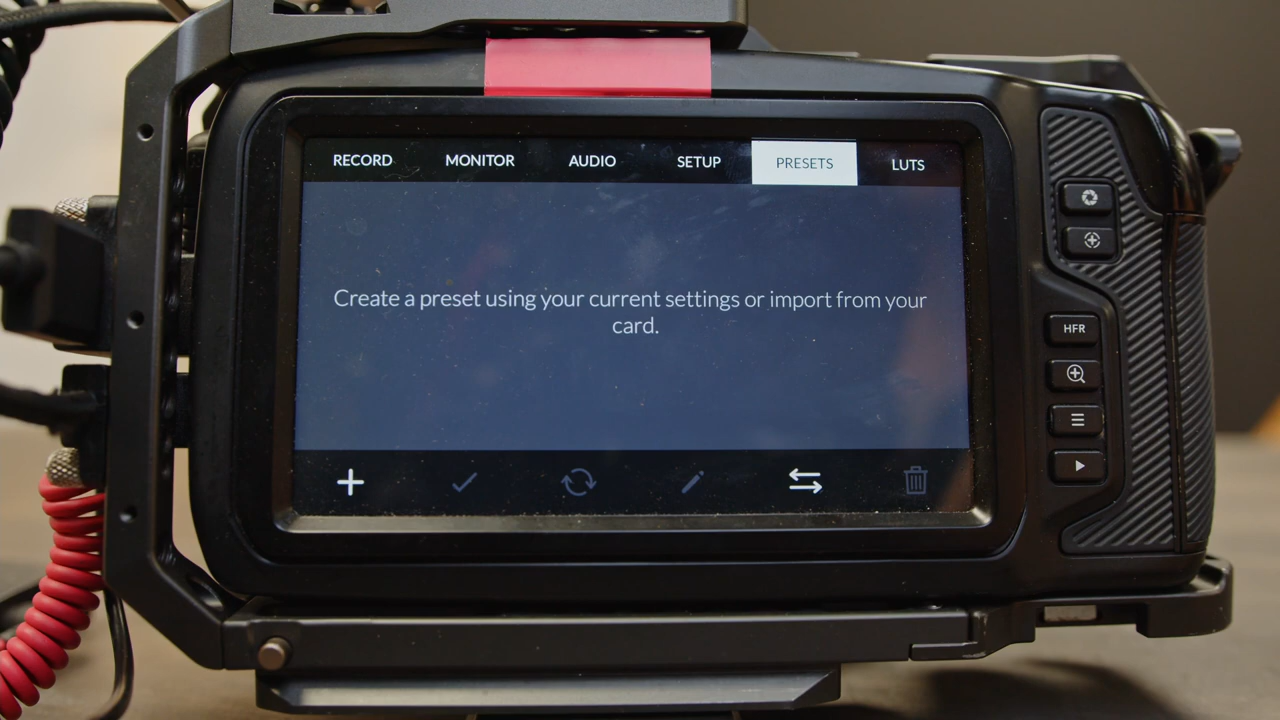 RECORD MONITOR AUDIO SETUP PRESETS LUTS
Create a preset using your current settings or import from your
card.
HFR